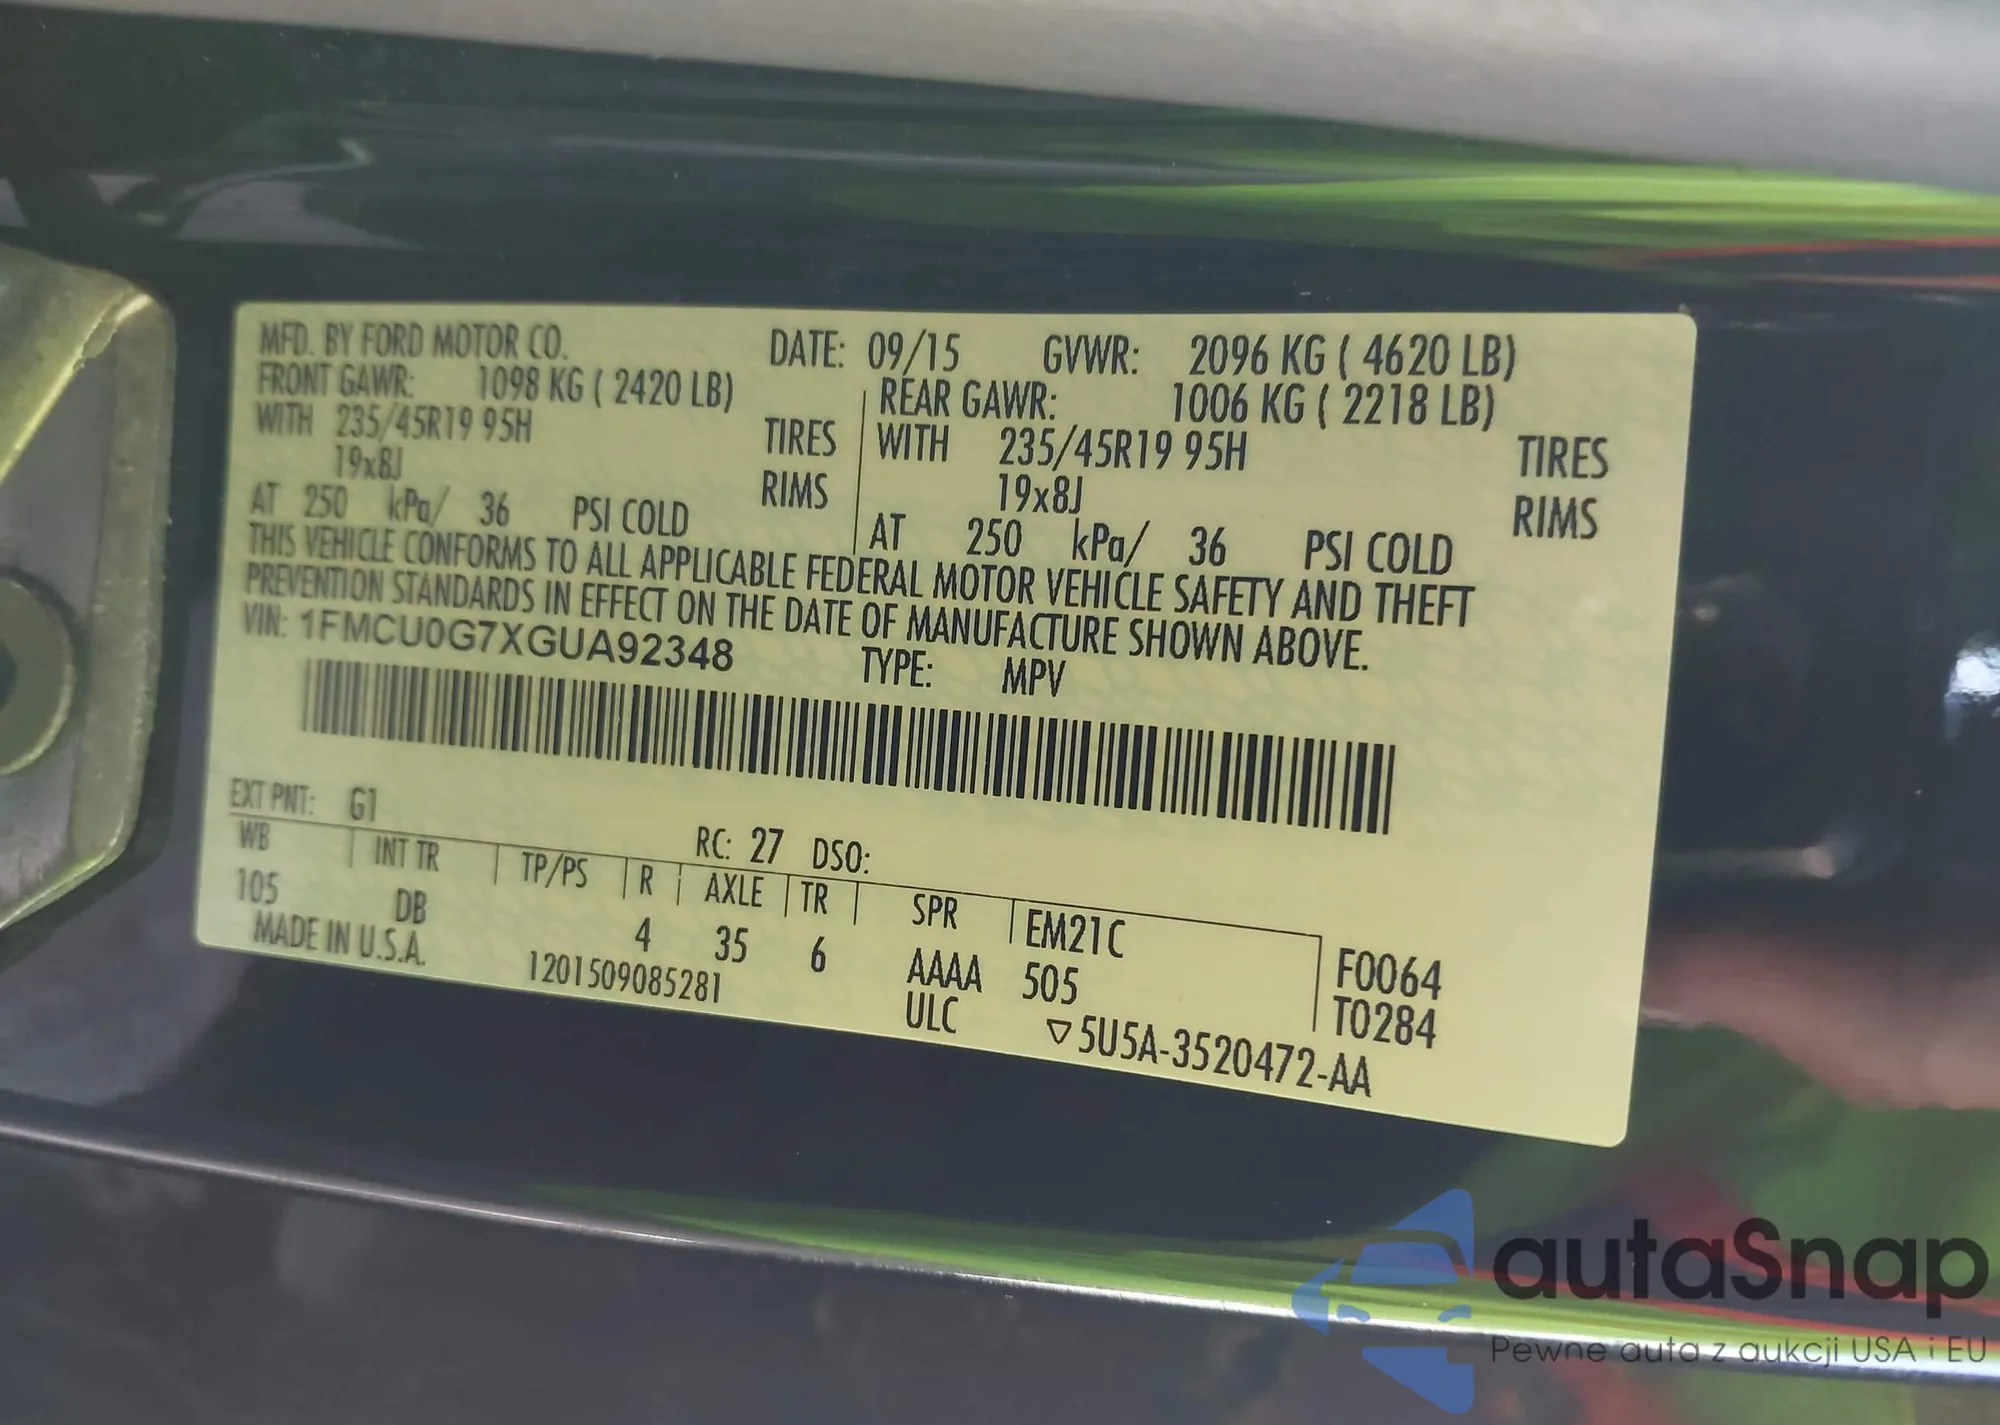 MFD. BY FORD MOTOR CO. DATE: 09/15 GVWR: 2096 KG ( 4620 LB)
FRONT GAWR: 1098 KG ( 2420 LB) REAR GAWR: 1006 KG ( 2218 LB)
WITH 235/45R19 95H TIRES WITH 235/45R19 95H TIRES
19x8J RIMS 19x8J RIMS
AT 250 kPa/ 36 PSI COLD AT 250 kPa/ 36 PSI COLD
THIS VEHICLE CONFORMS TO ALL APPLICABLE FEDERAL MOTOR VEHICLE SAFETY AND THEFT
PREVENTION STANDARDS IN EFFECT ON THE DATE OF MANUFACTURE SHOWN ABOVE.
VIN: 1FMCU0G7XGUA92348 TYPE: MPV
EXT PNT: G1 RC: 27 DSO:
WB INT TR TP/PS R AXLE TR SPR EM21C F0064
105 DB 4 35 6 AAAA 505 T0284
MADE IN U.S.A. 1201509085281 ULC ▽5U5A-3520472-AA
autaSnap
Pewne auta z aukcji USA i EU